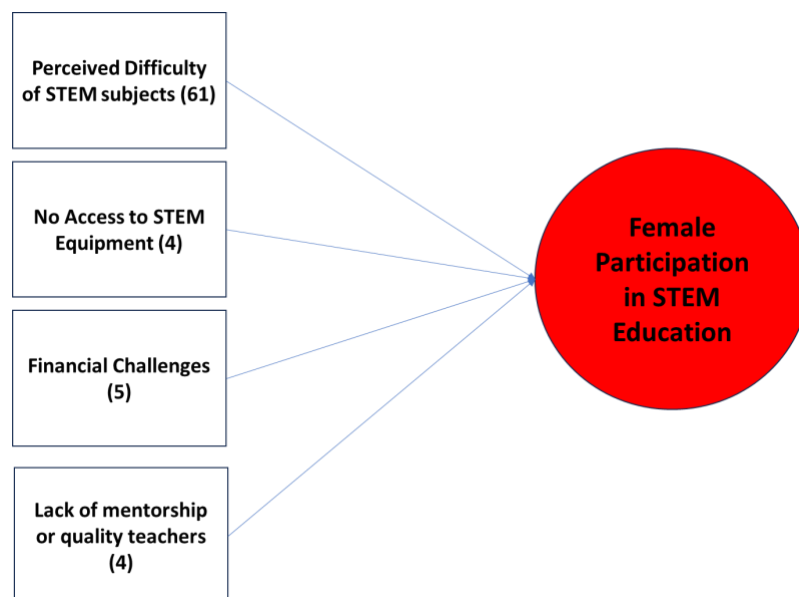 Perceived Difficulty
of STEM subjects (61)
No Access to STEM
Equipment (4)
Financial Challenges
(5)
Lack of mentorship
or quality teachers
(4)
Female
Participation
in STEM
Education